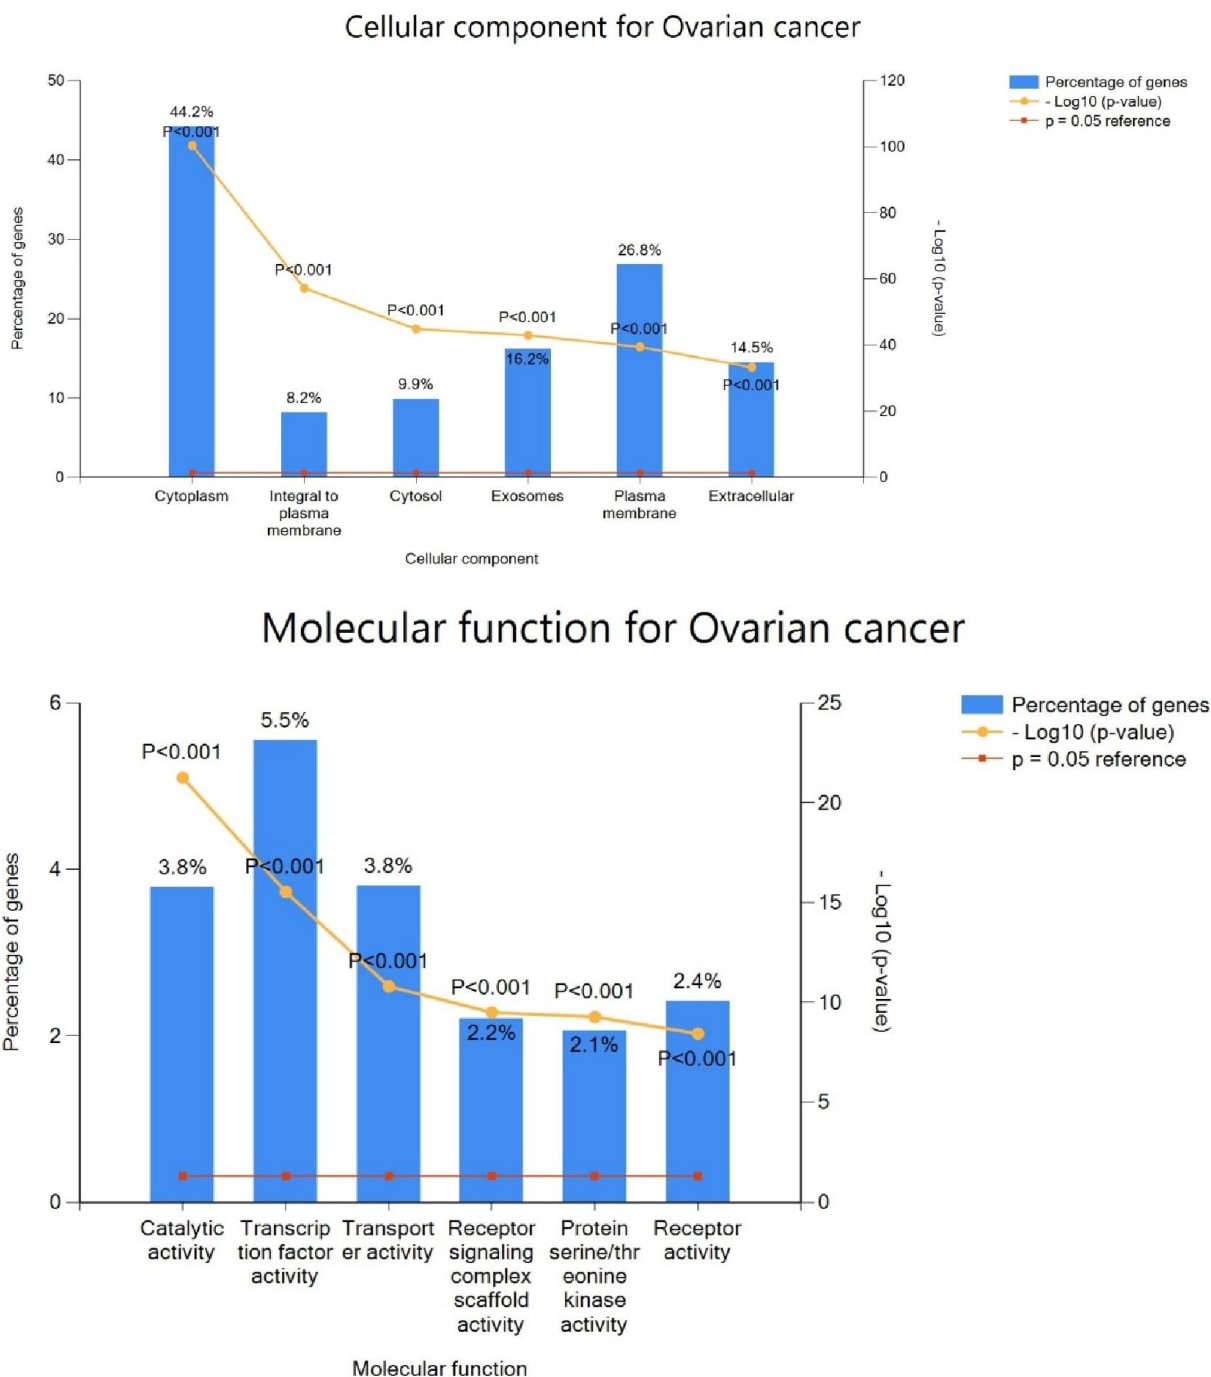 Cellular component for Ovarian cancer
Percentage of genes
- Log10 (p-value)
p = 0.05 reference
50
40
30
20
10
0
120
100
80
60
40
20
0
Percentage of genes
- Log10 (p-value)
44.2%
P<0.001
P<0.001
8.2%
P<0.001
9.9%
P<0.001
16.2%
26.8%
P<0.001
14.5%
P<0.001
Cytoplasm
Integral to
plasma
membrane
Cytosol
Exosomes
Plasma
membrane
Extracellular
Cellular component
Molecular function for Ovarian cancer
Percentage of genes
- Log10 (p-value)
p = 0.05 reference
6
4
2
0
25
20
15
10
5
0
Percentage of genes
- Log10 (p-value)
P<0.001
3.8%
5.5%
P<0.001
3.8%
P<0.001
P<0.001
2.2%
P<0.001
2.1%
2.4%
P<0.001
Catalytic
activity
Transcrip
tion factor
activity
Transport
er activity
Receptor
signaling
complex
scaffold
activity
Protein
serine/thr
eonine
kinase
activity
Receptor
activity
Molecular function